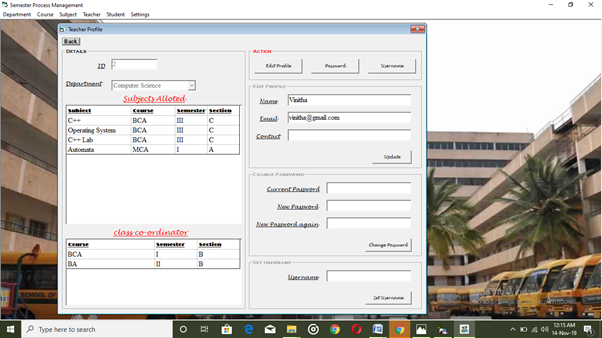 Semester Process Management
Department Course Subject Teacher Student Settings
Teacher Profile
Back
Details
ID 2
Department Computer Science
Subjects Alloted
Subject Course Semester Section
C++ BCA III C
Operating System BCA III C
C++ Lab BCA III C
Automata MCA I A
class co-ordinator
Course Semester Section
BCA I B
BA II B
Action
Edit Profile Password Username
Edit Profile
Name Vinitha
Email vinitha@gmail.com
Contact
Update
Change Password
Current Password
New Password
New Password again
Change Password
Set Username
Username
Set Username
SCHOOL OF
Type here to search
12:15 AM
14-Nov-19